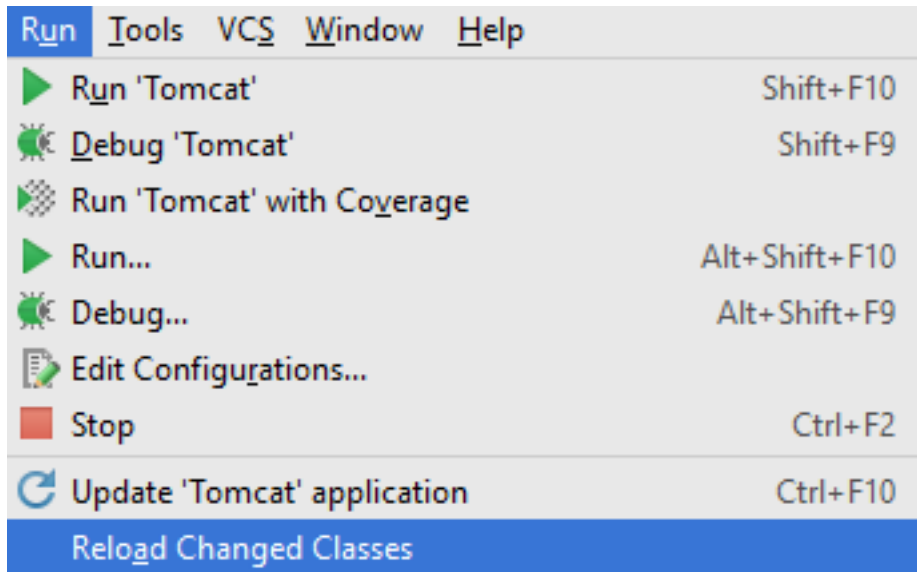 Run Tools VCS Window Help
Run 'Tomcat' Shift+F10
Debug 'Tomcat' Shift+F9
Run 'Tomcat' with Coverage
Run... Alt+Shift+F10
Debug... Alt+Shift+F9
Edit Configurations...
Stop Ctrl+F2
Update 'Tomcat' application Ctrl+F10
Reload Changed Classes